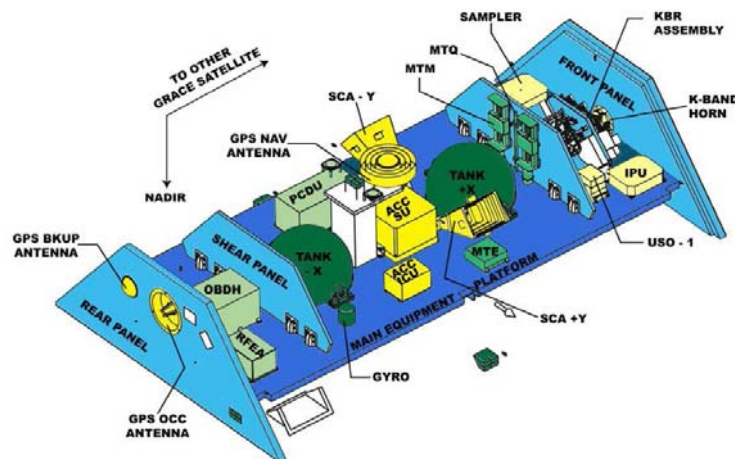 SAMPLER
KBR
ASSEMBLY
MTQ
MTM
FRONT PANEL
TO OTHER
GRACE SATELLITE
SCA - Y
K-BAND
HORN
GPS NAV
ANTENNA
NADIR
PCDU
TANK
+X
ACC
SU
IPU
USO - 1
GPS BKUP
ANTENNA
SHEAR PANEL
TANK
- X
MTE
ACC
ICU
OBDH
MAIN EQUIPMENT PLATFORM
SCA +Y
REAR PANEL
RFEA
GYRO
GPS OCC
ANTENNA